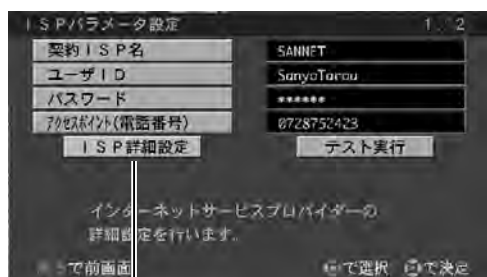 ISPパラメータ設定 1/2
契約ISP名 SANNET
ユーザID SanyoTarou
パスワード ******
アクセスポイント(電話番号) 0728752423
ISP詳細設定 テスト実行
インターネットサービスプロバイダーの
詳細設定を行います。
で前画面 で選択 で決定